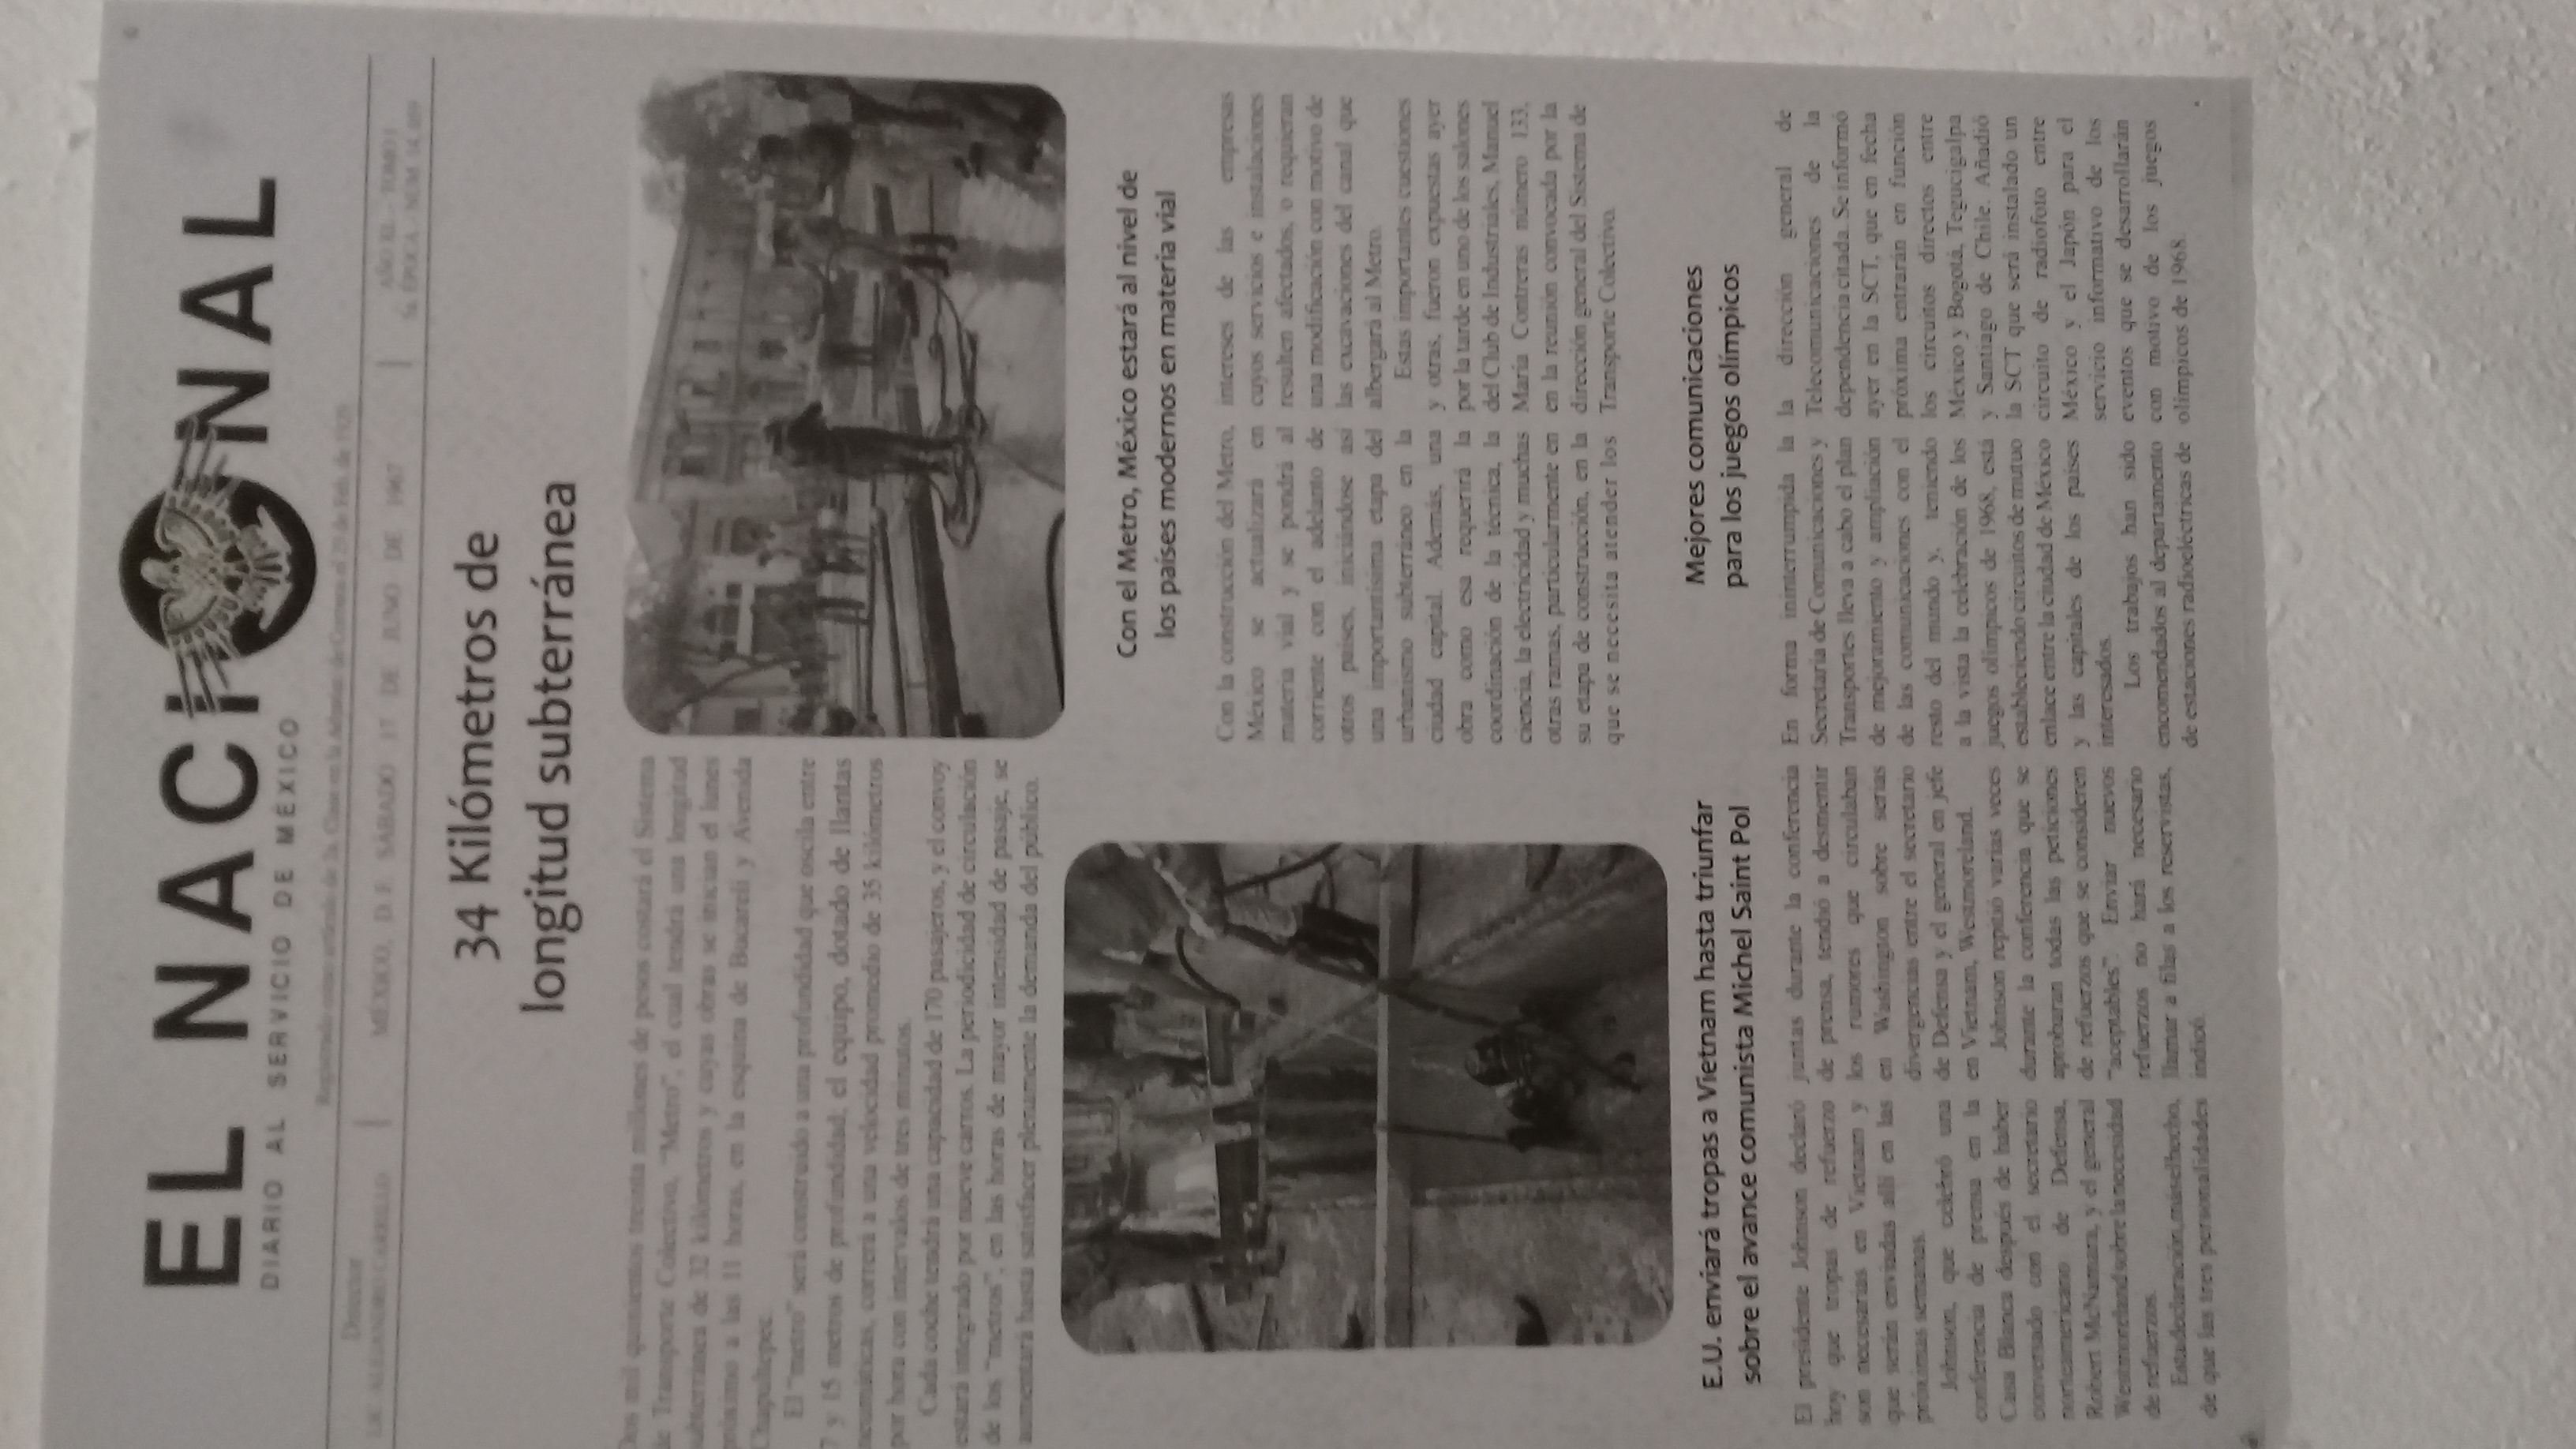 EL NACIONAL
DIARIO AL SERVICIO DE MÉXICO
Registrado como artículo de 2a. Clase en la Admón. de Correos el 29 de Feb. de 1929
Director
LIC. ALEJANDRO CARRILLO
MÉXICO, D. F. SÁBADO 17 DE JUNO DE 1967
AÑO XL - TOMO I
5a. ÉPOCA - NÚM. 14,
34 Kilómetros de
longitud subterránea
Dos mil quinientos treinta millones de pesos costará el Sistema
de Transporte Colectivo, “Metro”, el cual tendrá una longitud
subterránea de 32 kilómetros y cuyas obras se inician el lunes
próximo a las 11 horas, en la esquina de Bucareli y Avenida
Chapultepec.
El “metro” será construido a una profundidad que oscila entre
7 y 15 metros de profundidad; el equipo, dotado de llantas
neumáticas, correrá a una velocidad promedio de 35 kilómetros
por hora con intervalos de tres minutos.
Cada coche tendrá una capacidad de 170 pasajeros, y el convoy
estará integrado por nueve carros. La periodicidad de circulación
de los “metros”, en las horas de mayor intensidad de pasaje, se
aumentará hasta satisfacer plenamente la demanda del público.
Con el Metro, México estará al nivel de
los países modernos en materia vial
Con la construcción del Metro,
México se actualizará en
materia vial y se pondrá al
corriente con el adelanto de
otros países, iniciándose así
una importantísima etapa del
urbanismo subterráneo en la
ciudad capital. Además, una
obra como esa requerirá la
coordinación de la técnica, la
ciencia, la electricidad y muchas
otras ramas, particularmente en
su etapa de construcción, en la
que se necesita atender los
intereses de las empresas
cuyos servicios e instalaciones
resulten afectados, o requieran
una modificación con motivo de
las excavaciones del canal que
albergará al Metro.
Estas importantes cuestiones
y otras, fueron expuestas ayer
por la tarde en uno de los salones
del Club de Industriales, Manuel
María Contreras número 133,
en la reunión convocada por la
dirección general del Sistema de
Transporte Colectivo.
E.U. enviará tropas a Vietnam hasta triunfar
sobre el avance comunista Michel Saint Pol
El presidente Johnson declaró
hoy que tropas de refuerzo
son necesarias en Vietnam y
que serán enviadas allí en las
próximas semanas.
Johnson, que celebró una
conferencia de prensa en la
Casa Blanca después de haber
conversado con el secretario
norteamericano de Defensa,
Robert McNamara, y el general
Westmoreland sobre la necesidad
de refuerzos.
Esta declaración, más el hecho,
de que las tres personalidades
juntas durante la conferencia
de prensa, tendió a desmentir
los rumores que circulaban
en Washington sobre serias
divergencias entre el secretario
de Defensa y el general en jefe
en Vietnam, Westmoreland.
Johnson repitió varias veces
durante la conferencia que se
aprobaran todas las peticiones
de refuerzos que se consideren
“aceptables”. Enviar nuevos
refuerzos no hará necesario
llamar a filas a los reservistas,
indicó.
Mejores comunicaciones
para los juegos olímpicos
En forma ininterrumpida la
Secretaría de Comunicaciones y
Transportes lleva a cabo el plan
de mejoramiento y ampliación
de las comunicaciones con el
resto del mundo y, teniendo
a la vista la celebración de los
juegos olímpicos de 1968, está
estableciendo circuitos de mutuo
enlace entre la ciudad de México
y las capitales de los países
interesados.
Los trabajos han sido
encomendados al departamento
de estaciones radioeléctricas de
la dirección general de
Telecomunicaciones de la
dependencia citada. Se informó
ayer en la SCT, que en fecha
próxima entrarán en función
los circuitos directos entre
México y Bogotá, Tegucigalpa
y Santiago de Chile. Añadió
la SCT que será instalado un
circuito de radiofoto entre
México y el Japón para el
servicio informativo de los
eventos que se desarrollarán
con motivo de los juegos
olímpicos de 1968.